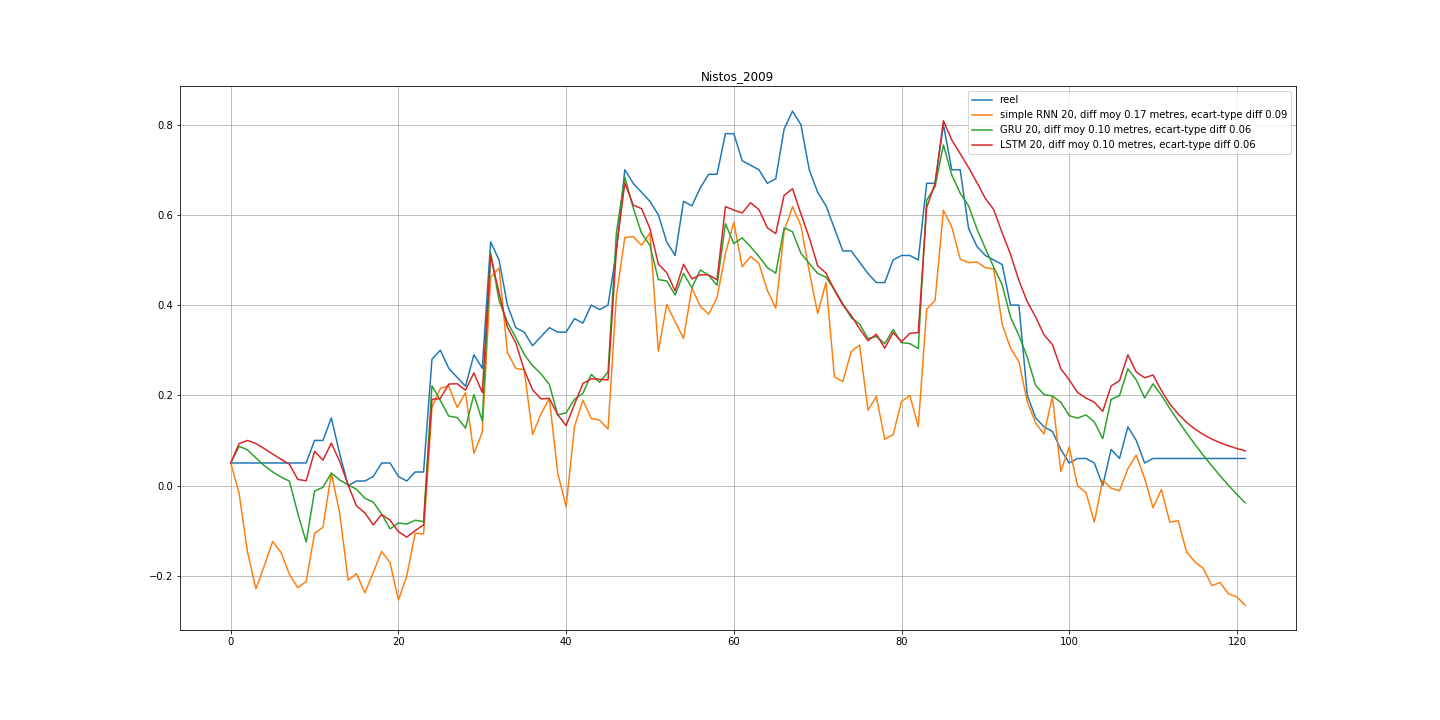 Nistos_2009
reel
simple RNN 20, diff moy 0.17 metres, ecart-type diff 0.09
GRU 20, diff moy 0.10 metres, ecart-type diff 0.06
LSTM 20, diff moy 0.10 metres, ecart-type diff 0.06
0.8
0.6
0.4
0.2
0.0
−0.2
0 20 40 60 80 100 120